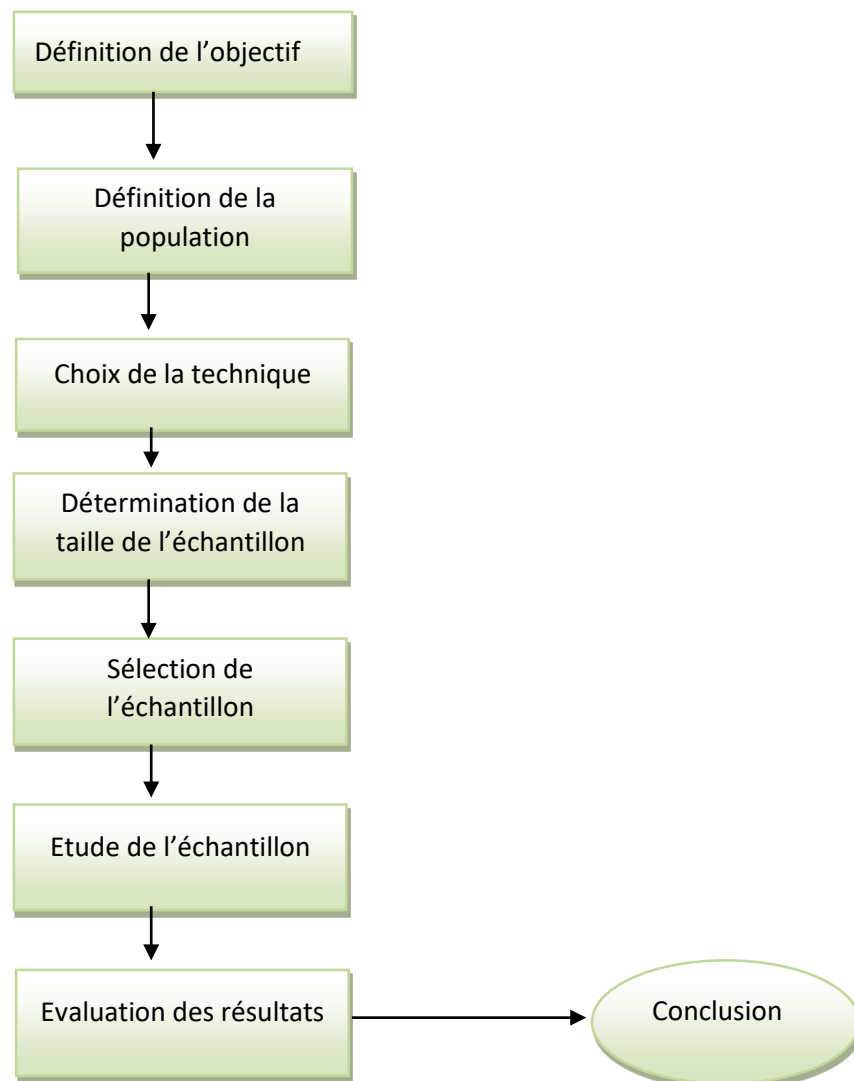 Définition de l’objectif
Définition de la
population
Choix de la technique
Détermination de la
taille de l’échantillon
Sélection de
l’échantillon
Etude de l’échantillon
Evaluation des résultats
Conclusion